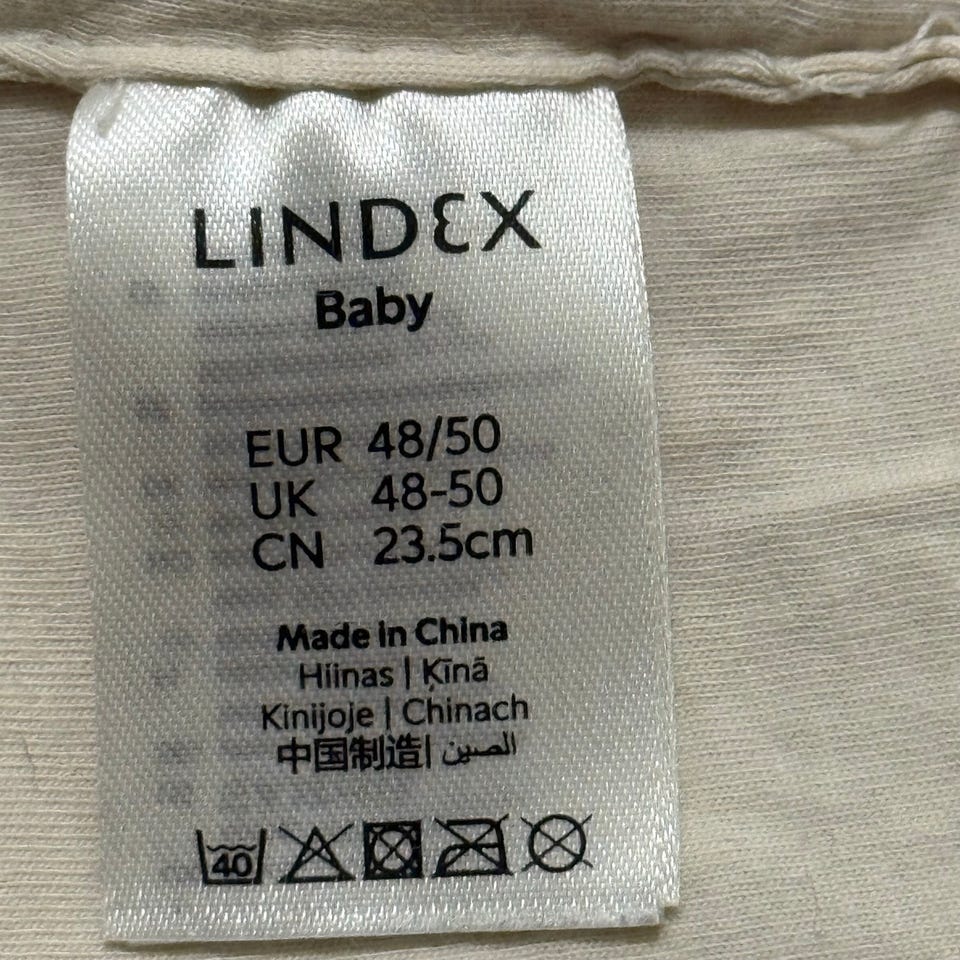 LINDEX
Baby
EUR 48/50
UK 48-50
CN 23.5cm
Made in China
Hiinas | Ķīnā
Kinijoje | Chinach
中国制造 | الصين
40